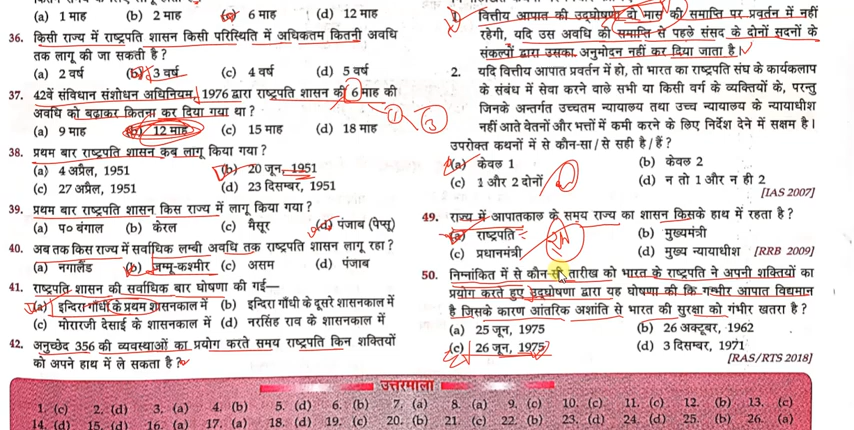 (a) 1 माह (b) 2 माह (c) 6 माह (d) 12 माह
36. किसी राज्य में राष्ट्रपति शासन किसी परिस्थिति में अधिकतम कितनी अवधि
तक लागू की जा सकती है ?
(a) 2 वर्ष (b) 3 वर्ष (c) 4 वर्ष (d) 5 वर्ष
37. 42वें संविधान संशोधन अधिनियम, 1976 द्वारा राष्ट्रपति शासन की 6 माह की
अवधि को बढ़ाकर कितना कर दिया गया था ?
(a) 9 माह (b) 12 माह (c) 15 माह (d) 18 माह
38. प्रथम बार राष्ट्रपति शासन कब लागू किया गया ?
(a) 4 अप्रैल, 1951 (b) 20 जून, 1951
(c) 27 अप्रैल, 1951 (d) 23 दिसम्बर, 1951
39. प्रथम बार राष्ट्रपति शासन किस राज्य में लागू किया गया ?
(a) प० बंगाल (b) केरल (c) मैसूर (d) पंजाब (पेप्सू)
40. अब तक किस राज्य में सर्वाधिक लम्बी अवधि तक राष्ट्रपति शासन लागू रहा ?
(a) नगालैंड (b) जम्मू-कश्मीर (c) असम (d) पंजाब
41. राष्ट्रपति शासन की सर्वाधिक बार घोषणा की गई—
(a) इन्दिरा गाँधी के प्रथम शासनकाल में (b) इन्दिरा गाँधी के दूसरे शासनकाल में
(c) मोरारजी देसाई के शासनकाल में (d) नरसिंह राव के शासनकाल में
42. अनुच्छेद 356 की व्यवस्थाओं का प्रयोग करते समय राष्ट्रपति किन शक्तियों
को अपने हाथ में ले सकता है ?
① ③
1. वित्तीय आपात की उद्घोषणा दो मास की समाप्ति पर प्रवर्तन में नहीं
रहेगी, यदि उस अवधि की समाप्ति से पहले संसद के दोनों सदनों के
संकल्पों द्वारा उसका अनुमोदन नहीं कर दिया जाता है।
2. यदि वित्तीय आपात प्रवर्तन में हो, तो भारत का राष्ट्रपति संघ के कार्यकलाप
के संबंध में सेवा करने वाले सभी या किसी वर्ग के व्यक्तियों के, परन्तु
जिनके अन्तर्गत उच्चतम न्यायालय तथा उच्च न्यायालय के न्यायाधीश
नहीं आते वेतनों और भत्तों में कमी करने के लिए निर्देश देने में सक्षम है।
उपरोक्त कथनों में से कौन-सा / से सही है / हैं ?
(a) केवल 1 (b) केवल 2
(c) 1 और 2 दोनों (d) न तो 1 और न ही 2
[IAS 2007]
49. राज्य में आपातकाल के समय राज्य का शासन किसके हाथ में रहता है ?
(a) राष्ट्रपति (b) मुख्यमंत्री
(c) प्रधानमंत्री (d) मुख्य न्यायाधीश [RRB 2009]
50. निम्नांकित में से कौन सी तारीख को भारत के राष्ट्रपति ने अपनी शक्तियों का
प्रयोग करते हुए उद्घोषणा द्वारा यह घोषणा की कि गम्भीर आपात विद्यमान
है जिसके कारण आंतरिक अशांति से भारत की सुरक्षा को गंभीर खतरा है ?
(a) 25 जून, 1975 (b) 26 अक्टूबर, 1962
(c) 26 जून, 1975 (d) 3 दिसम्बर, 1971
[RAS/RTS 2018]
उत्तरमाला
1. (c) 2. (d) 3. (a) 4. (b) 5. (d) 6. (b) 7. (a) 8. (a) 9. (c) 10. (c) 11. (c) 12. (b) 13. (c)
14. (d) 15. (d) 16. (a) 17. (a) 18. (d) 19. (c) 20. (b) 21. (c) 22. (b) 23. (d) 24. (d) 25. (b) 26. (a)